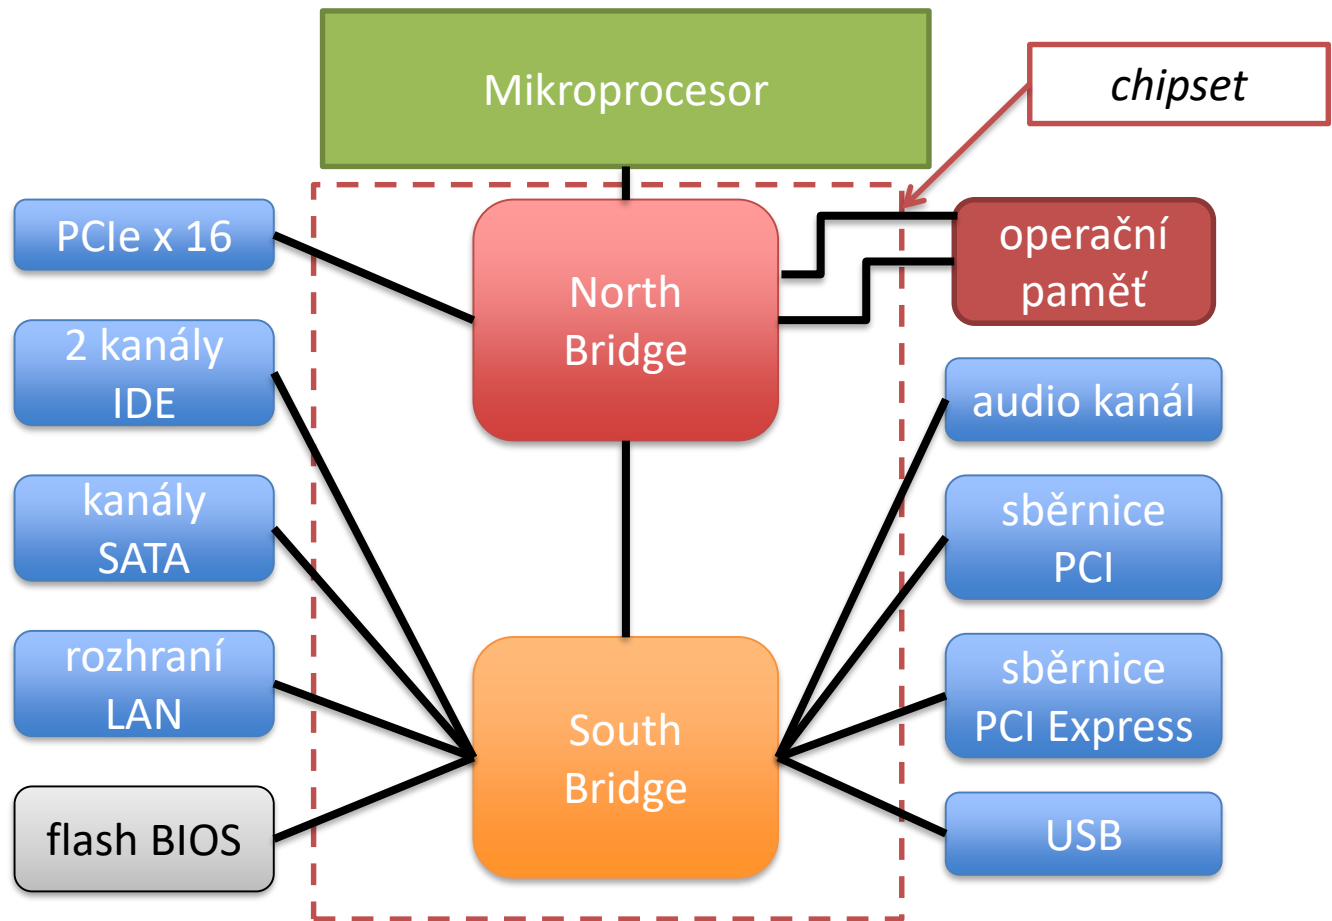 Mikroprocesor
chipset
PCIe x 16
North
Bridge
operační
paměť
2 kanály
IDE
audio kanál
kanály
SATA
sběrnice
PCI
rozhraní
LAN
South
Bridge
sběrnice
PCI Express
flash BIOS
USB